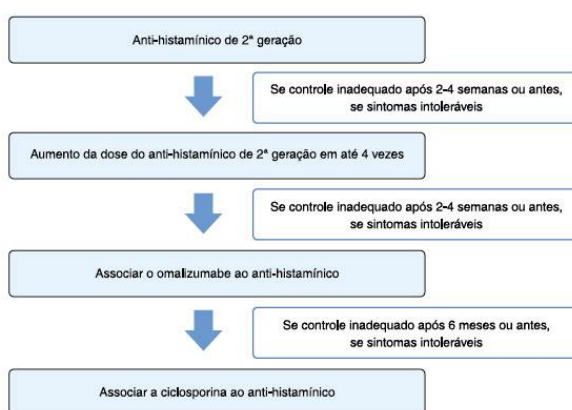 Anti-histamínico de 2ª geração
Se controle inadequado após 2-4 semanas ou antes,
se sintomas intoleráveis
Aumento da dose do anti-histamínico de 2ª geração em até 4 vezes
Se controle inadequado após 2-4 semanas ou antes,
se sintomas intoleráveis
Associar o omalizumabe ao anti-histamínico
Se controle inadequado após 6 meses ou antes,
se sintomas intoleráveis
Associar a ciclosporina ao anti-histamínico